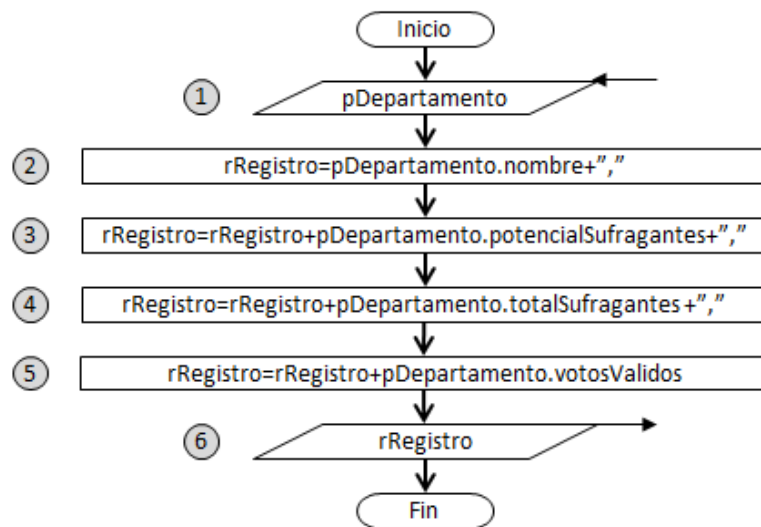 Inicio
1
pDepartamento
2
rRegistro=pDepartamento.nombre+”,”
3
rRegistro=rRegistro+pDepartamento.potencialSufragantes+”,”
4
rRegistro=rRegistro+pDepartamento.totalSufragantes+”,”
5
rRegistro=rRegistro+pDepartamento.votosValidos
6
rRegistro
Fin